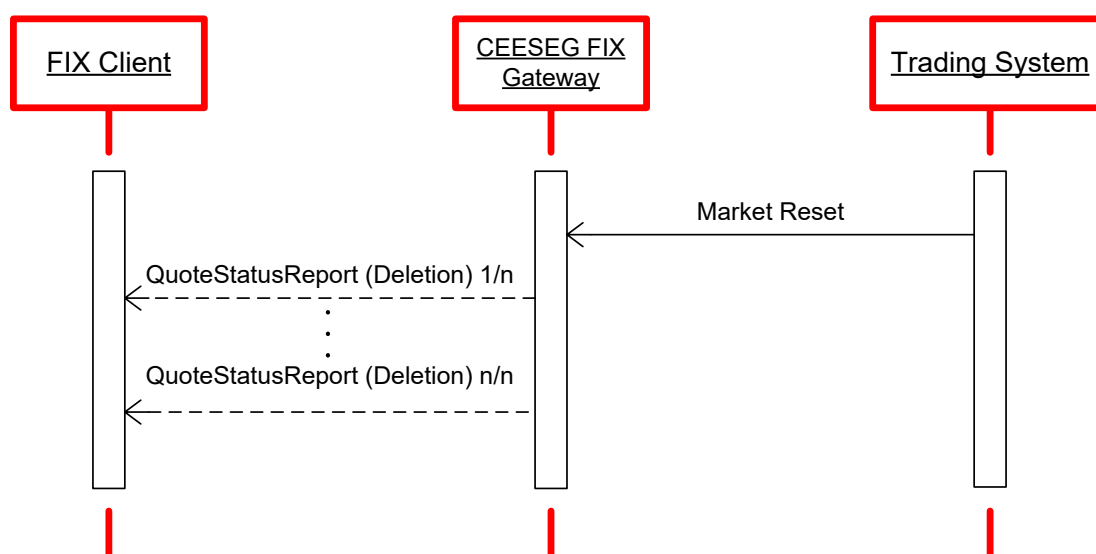 FIX Client
CEESEG FIX
Gateway
Trading System
Market Reset
QuoteStatusReport (Deletion) 1/n
QuoteStatusReport (Deletion) n/n